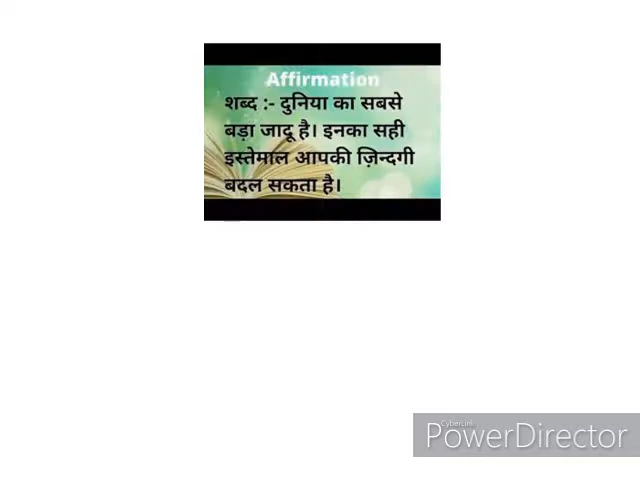 Affirmation
शब्द :- दुनिया का सबसे
बड़ा जादू है। इनका सही
इस्तेमाल आपकी ज़िन्दगी
बदल सकता है।
CyberLink
PowerDirector